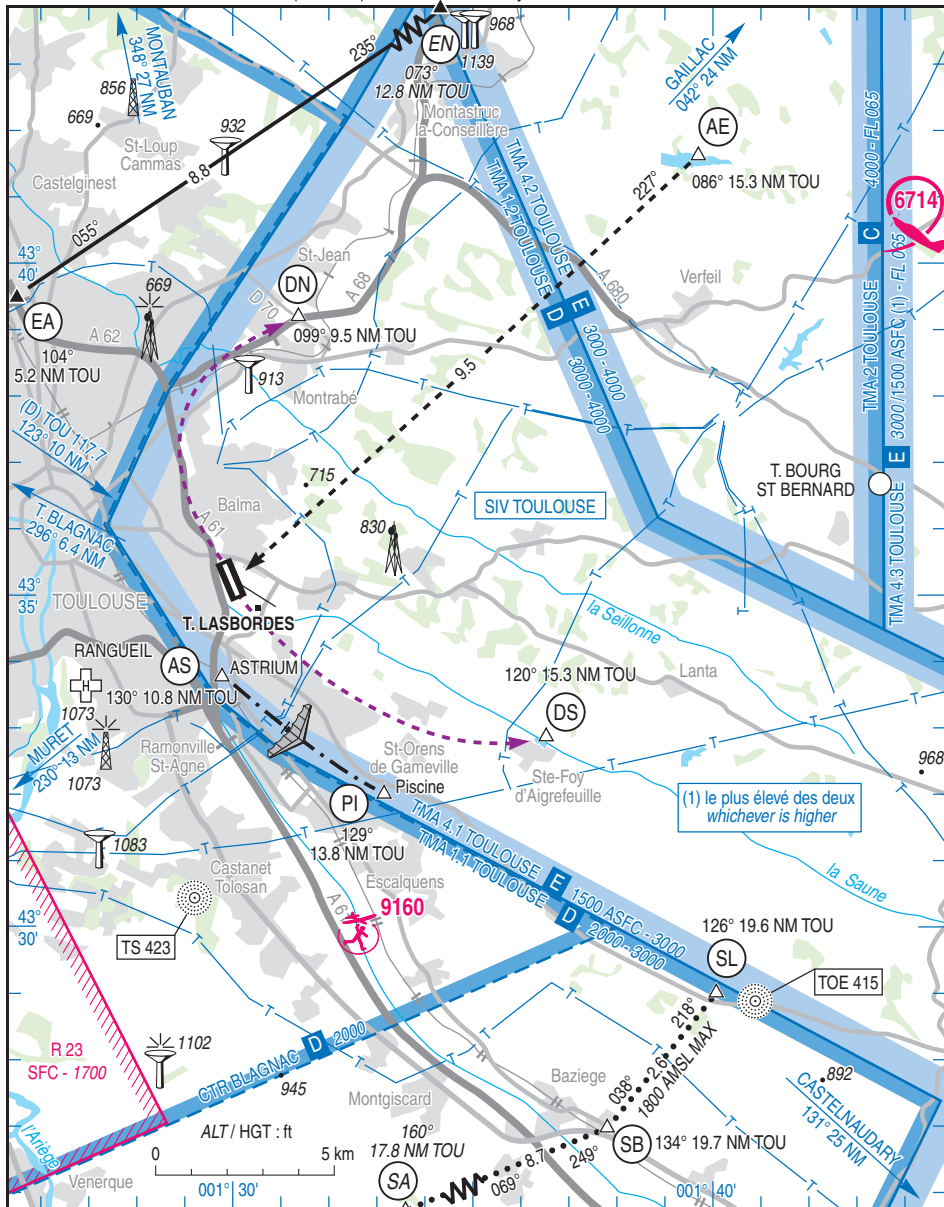 968
EN
1139
235°
073°
12.8 NM TOU
MONTAUBAN
348° 27 NM
GAILLAC
042° 24 NM
4000 - FL 065
856
669
932
St-Loup
Cammas
Montastruc
la-Conseillère
AE
Castelginest
8.8
TMA 4.2 TOULOUSE
TMA 1.2 TOULOUSE
227°
086° 15.3 NM TOU
6714
055°
C
43°
40'
St-Jean
A 68
A 680
Verfeil
669
DN
D 70
EA
A 62
099° 9.5 NM TOU
E
D
104°
5.2 NM TOU
3000 - 4000
3000 - 4000
TMA 2 TOULOUSE
3000/1500 ASFC (1) - FL 065
913
9.5
Montrabé
(D) TOU 117.7
123° 10 NM
E
T. BOURG
ST BERNARD
715
T. BLAGNAC
296° 6.4 NM
Balma
A 61
SIV TOULOUSE
830
TMA 4.3 TOULOUSE
43°
35'
TOULOUSE
T. LASBORDES
la Seillonne
RANGUEIL
AS
ASTRIUM
Lanta
130° 10.8 NM TOU
120° 15.3 NM TOU
1073
DS
MURET
230° 13 NM
1073
Ramonville
St-Agne
St-Orens
de Gameville
968
Piscine
Ste-Foy
d'Aigrefeuille
PI
(1) le plus élevé des deux
whichever is higher
129°
13.8 NM TOU
TMA 4.1 TOULOUSE
TMA 1.1 TOULOUSE
1083
Castanet
Tolosan
Escalquens
E
1500 ASFC - 3000
la Saune
A 61
9160
D
2000 - 3000
43°
30'
TS 423
126° 19.6 NM TOU
SL
TOE 415
218°
R 23
SFC - 1700
1102
CTR BLAGNAC
D
2000
2.6
1800 AMSL MAX
038°
945
Baziege
892
CASTELNAUDARY
131° 25 NM
Montgiscard
l'Ariège
ALT / HGT : ft
160°
17.8 NM TOU
SB
134° 19.7 NM TOU
0
5 km
8.7
249°
SA
069°
Venerque
001° 30'
001° 40'